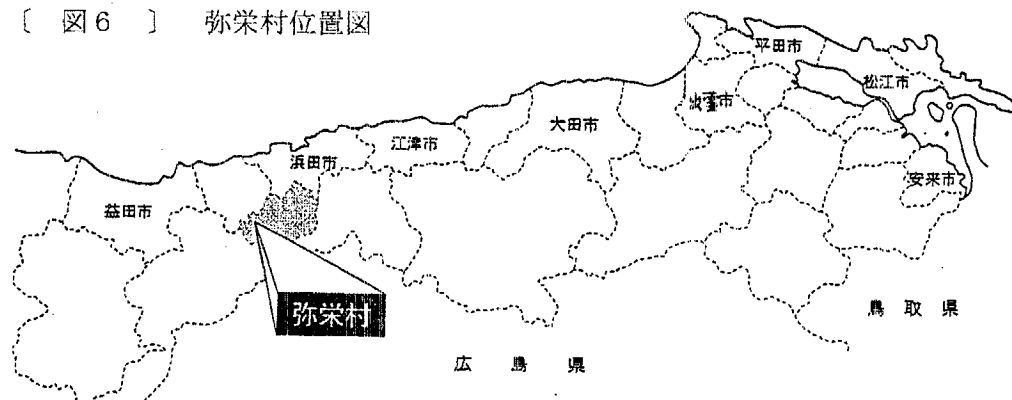 〔 図6 〕 弥栄村位置図
平田市
松江市
出雲市
大田市
江津市
浜田市
安来市
益田市
弥栄村
鳥取県
広島県